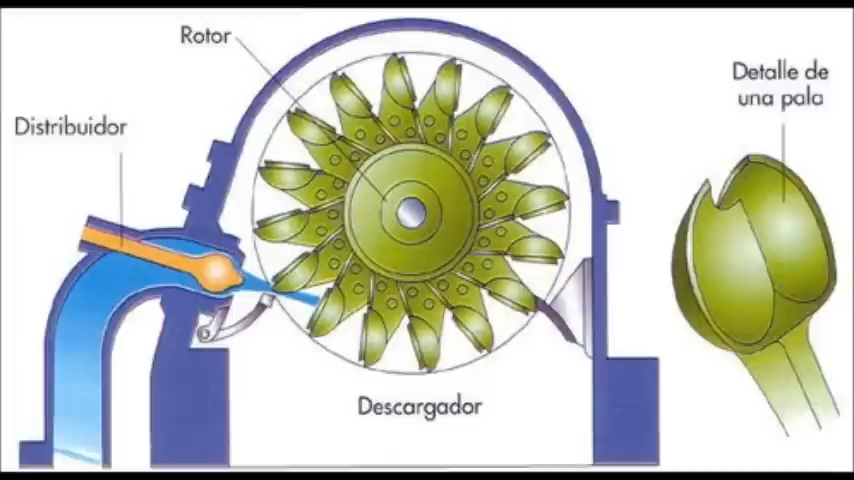 Rotor
Distribuidor
Detalle de
una pala
Descargador